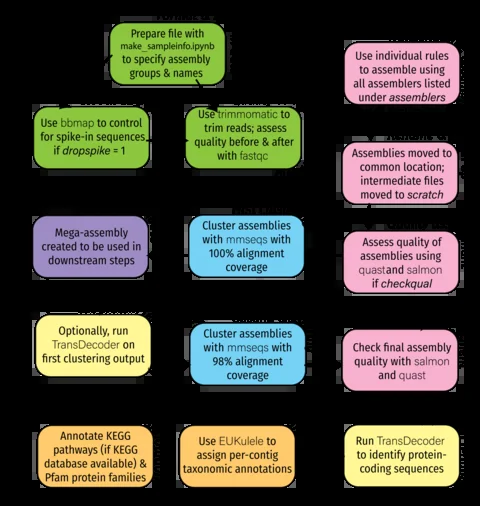 Prepare file with
make_sampleinfo.ipynb
to specify assembly
groups & names
Use individual rules
to assemble using
all assemblers listed
under assemblers
Use bbmap to control
for spike-in sequences
if dropspike = 1
Use trimmomatic to
trim reads; assess
quality before & after
with fastqc
Assemblies moved to
common location;
intermediate files
moved to scratch
Mega-assembly
created to be used in
downstream steps
Cluster assemblies
with mmseqs with
100% alignment
coverage
Assess quality of
assemblies using
quast and salmon
if checkqual
Optionally, run
TransDecoder on
first clustering output
Cluster assemblies
with mmseqs with
98% alignment
coverage
Check final assembly
quality with salmon
and quast
Annotate KEGG
pathways (if KEGG
database available) &
Pfam protein families
Use EUKulele to
assign per-contig
taxonomic annotations
Run TransDecoder
to identify protein-
coding sequences